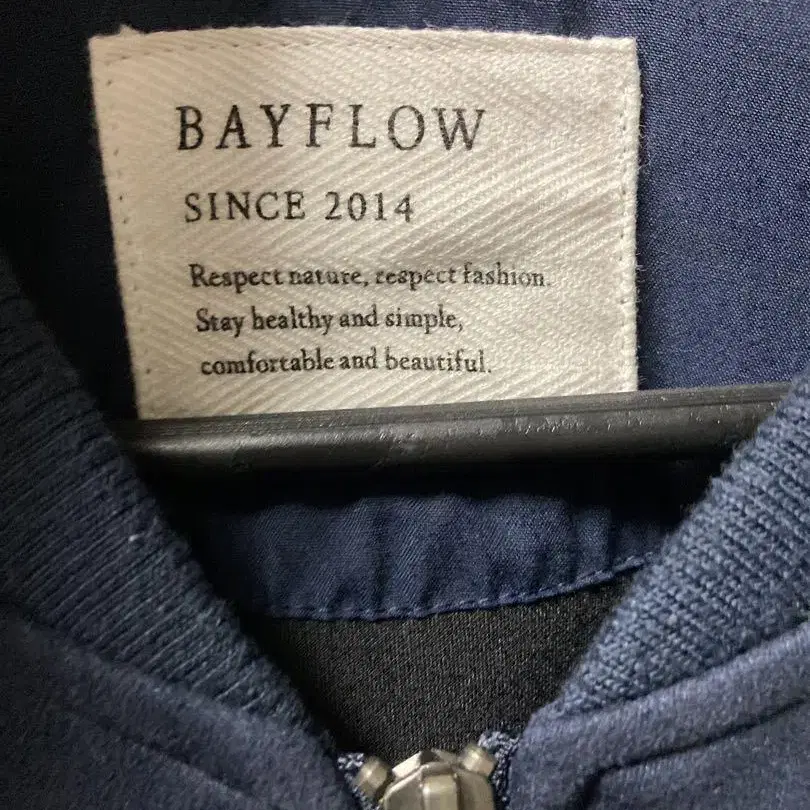 BAYFLOW
SINCE 2014
Respect nature, respect fashion.
Stay healthy and simple,
comfortable and beautiful.